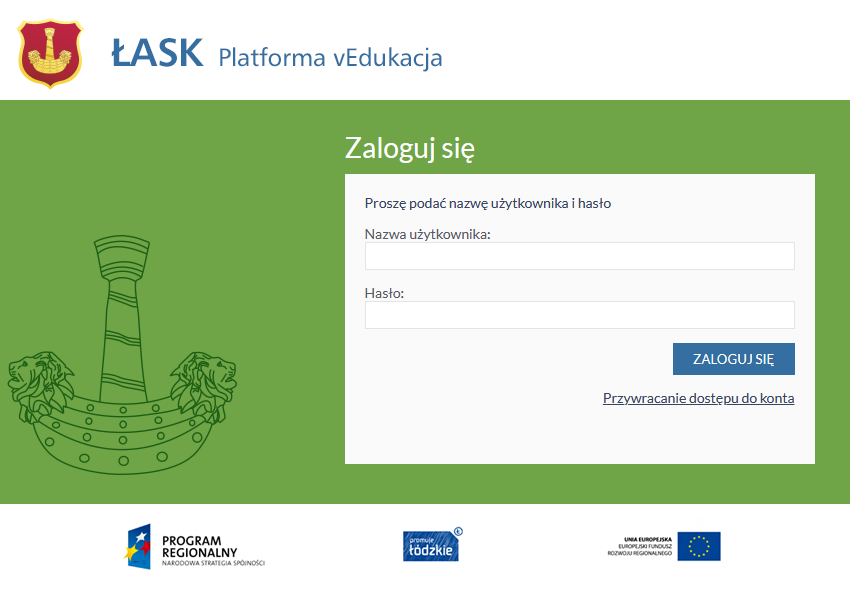 ŁASK Platforma vEdukacja
Zaloguj się
Proszę podać nazwę użytkownika i hasło
Nazwa użytkownika:
Hasło:
ZALOGUJ SIĘ
Przywracanie dostępu do konta
PROGRAM
REGIONALNY
NARODOWA STRATEGIA SPÓJNOŚCI
promuje
łódzkie
UNIA EUROPEJSKA
EUROPEJSKI FUNDUSZ
ROZWOJU REGIONALNEGO